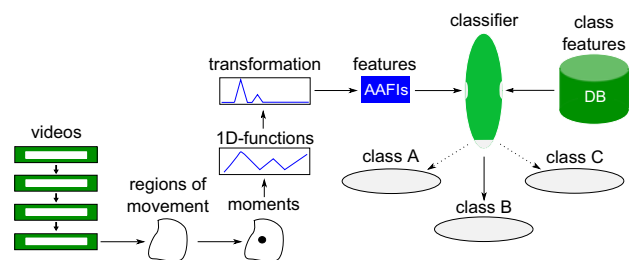 videos
regions of
movement
moments
1D-functions
transformation
features
AAFIs
classifier
class
features
DB
class A
class B
class C